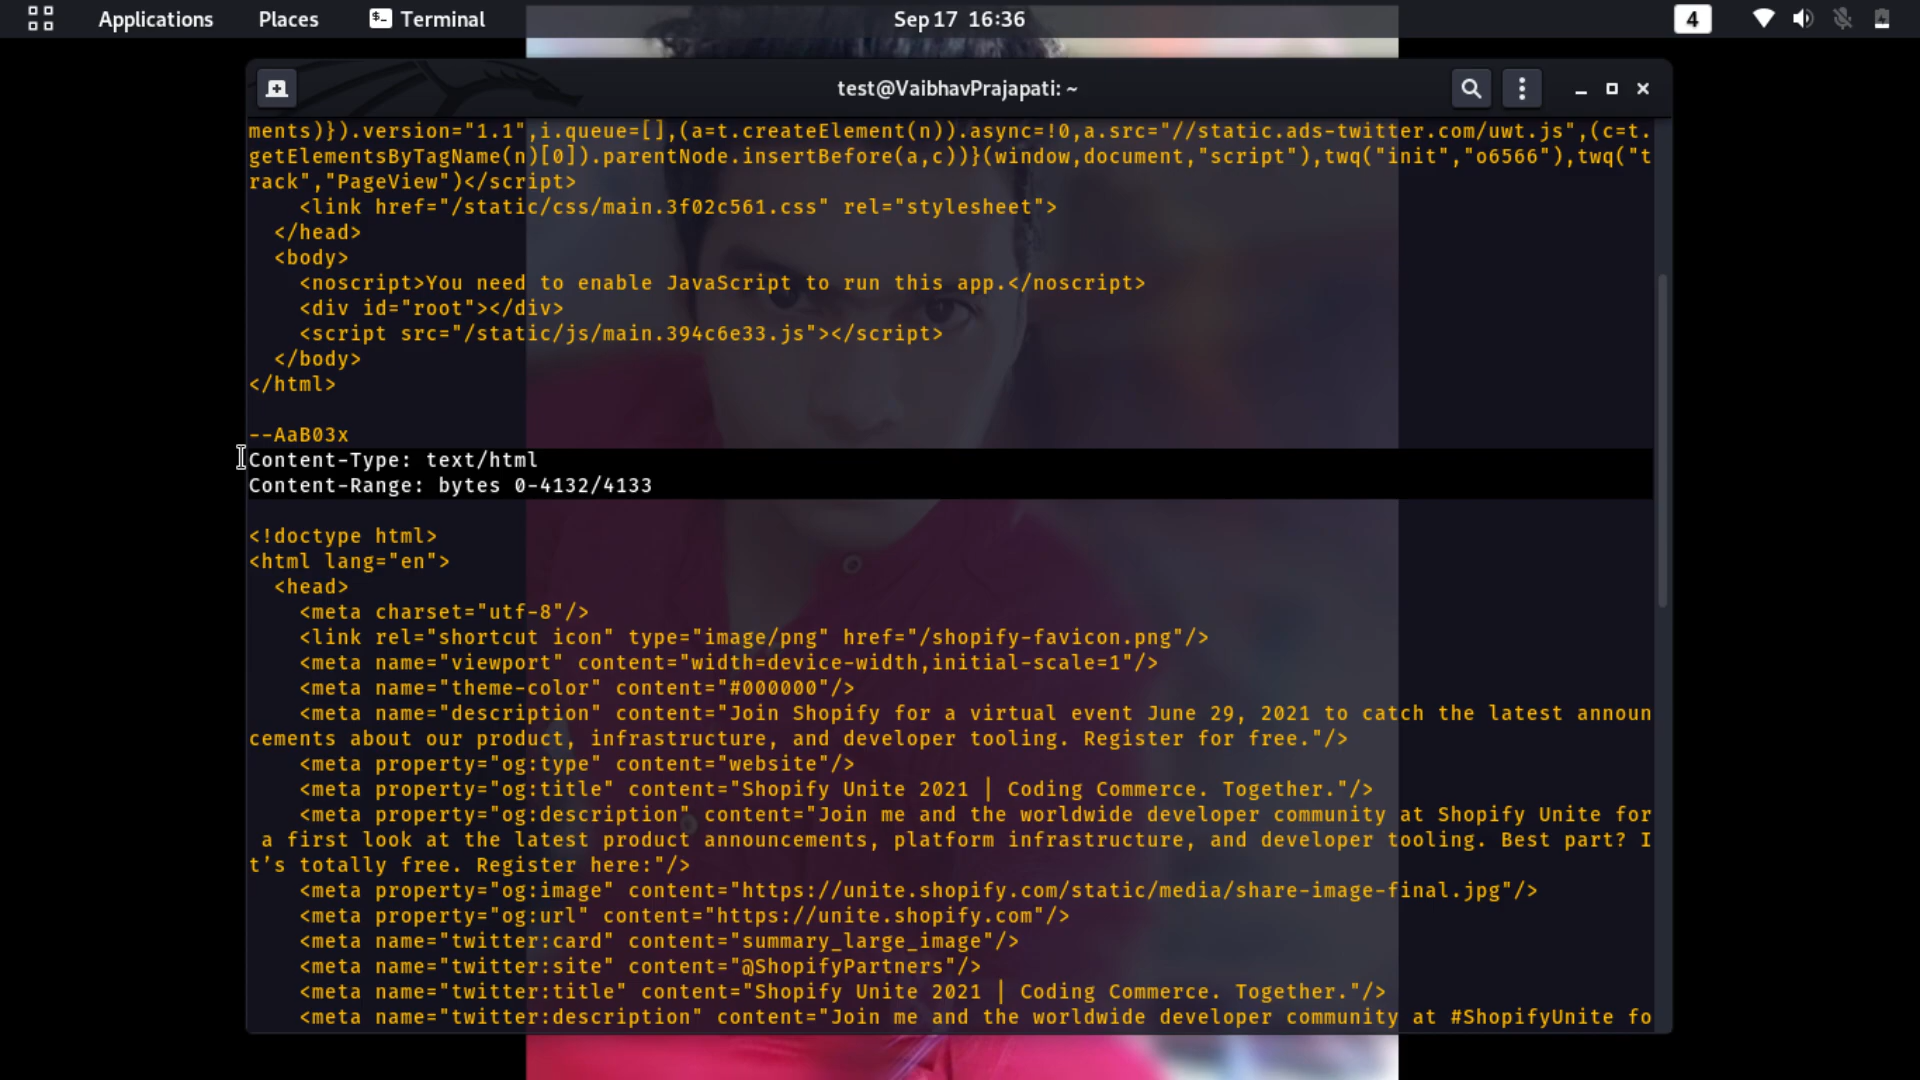 Applications Places Terminal Sep 17 16:36 4
test@VaibhavPrajapati: ~
ments)}).version="1.1",i.queue=[],(a=t.createElement(n)).async=!0,a.src="//static.ads-twitter.com/uwt.js",(c=t.
getElementsByTagName(n)[0]).parentNode.insertBefore(a,c))}(window,document,"script"),twq("init","o6566"),twq("t
rack","PageView")</script>
<link href="/static/css/main.3f02c561.css" rel="stylesheet">
</head>
<body>
<noscript>You need to enable JavaScript to run this app.</noscript>
<div id="root"></div>
<script src="/static/js/main.394c6e33.js"></script>
</body>
</html>
--AaB03x
Content-Type: text/html
Content-Range: bytes 0-4132/4133
<!doctype html>
<html lang="en">
<head>
<meta charset="utf-8"/>
<link rel="shortcut icon" type="image/png" href="/shopify-favicon.png"/>
<meta name="viewport" content="width=device-width,initial-scale=1"/>
<meta name="theme-color" content="#000000"/>
<meta name="description" content="Join Shopify for a virtual event June 29, 2021 to catch the latest announ
cements about our product, infrastructure, and developer tooling. Register for free."/>
<meta property="og:type" content="website"/>
<meta property="og:title" content="Shopify Unite 2021 | Coding Commerce. Together."/>
<meta property="og:description" content="Join me and the worldwide developer community at Shopify Unite for
a first look at the latest product announcements, platform infrastructure, and developer tooling. Best part? I
t’s totally free. Register here:"/>
<meta property="og:image" content="https://unite.shopify.com/static/media/share-image-final.jpg"/>
<meta property="og:url" content="https://unite.shopify.com"/>
<meta name="twitter:card" content="summary_large_image"/>
<meta name="twitter:site" content="@ShopifyPartners"/>
<meta name="twitter:title" content="Shopify Unite 2021 | Coding Commerce. Together."/>
<meta name="twitter:description" content="Join me and the worldwide developer community at #ShopifyUnite fo